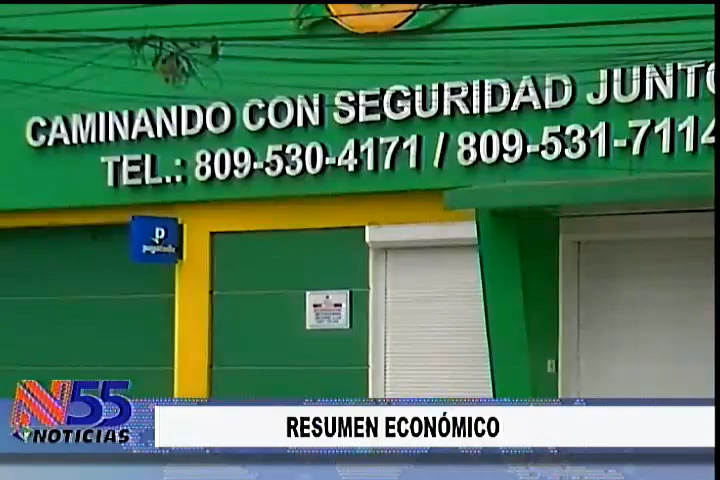 CAMINANDO CON SEGURIDAD JUNTO
TEL.: 809-530-4171 / 809-531-7114
p
N55
NOTICIAS
RESUMEN ECONÓMICO